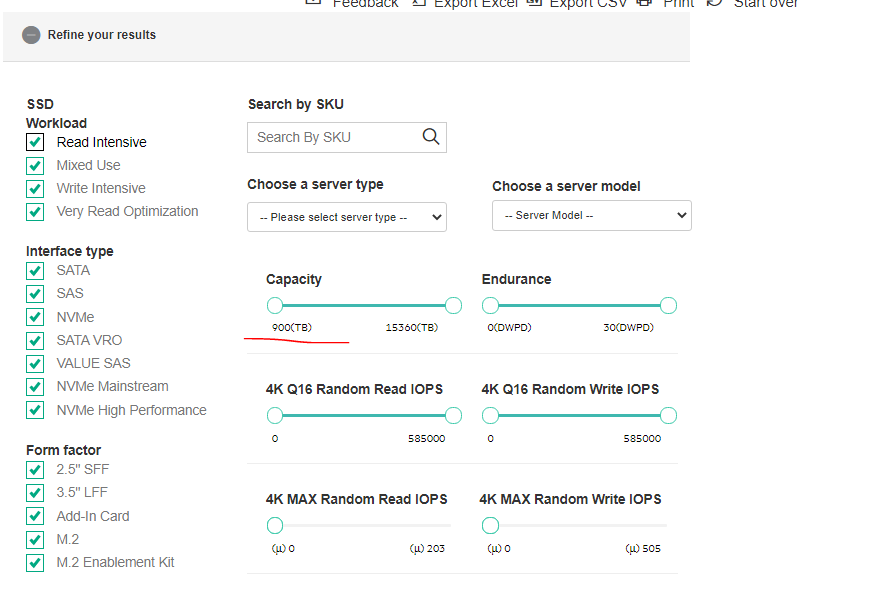 Feedback Export Excel Export CSV Print Start over
Refine your results
SSD
Workload
Read Intensive
Mixed Use
Write Intensive
Very Read Optimization
Interface type
SATA
SAS
NVMe
SATA VRO
VALUE SAS
NVMe Mainstream
NVMe High Performance
Form factor
2.5" SFF
3.5" LFF
Add-In Card
M.2
M.2 Enablement Kit
Search by SKU
Search By SKU
Choose a server type
-- Please select server type --
Choose a server model
-- Server Model --
Capacity
900(TB) 15360(TB)
Endurance
0(DWPD) 30(DWPD)
4K Q16 Random Read IOPS
0 585000
4K Q16 Random Write IOPS
0 585000
4K MAX Random Read IOPS
(μ) 0 (μ) 203
4K MAX Random Write IOPS
(μ) 0 (μ) 505